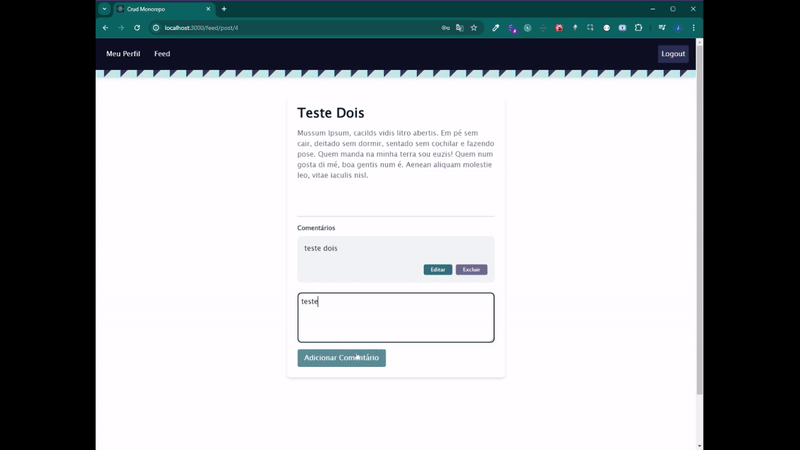 Crud Monorepo
localhost:3000/feed/post/4
Meu Perfil
Feed
Logout
Teste Dois
Mussum Ipsum, cacilds vidis litro abertis. Em pé sem
cair, deitado sem dormir, sentado sem cochilar e fazendo
pose. Quem manda na minha terra sou euzis! Quem num
gosta di mé, boa gentis num é. Aenean aliquam molestie
leo, vitae iaculis nisl.
Comentários
teste dois
Editar
Excluir
teste
Adicionar Comentário